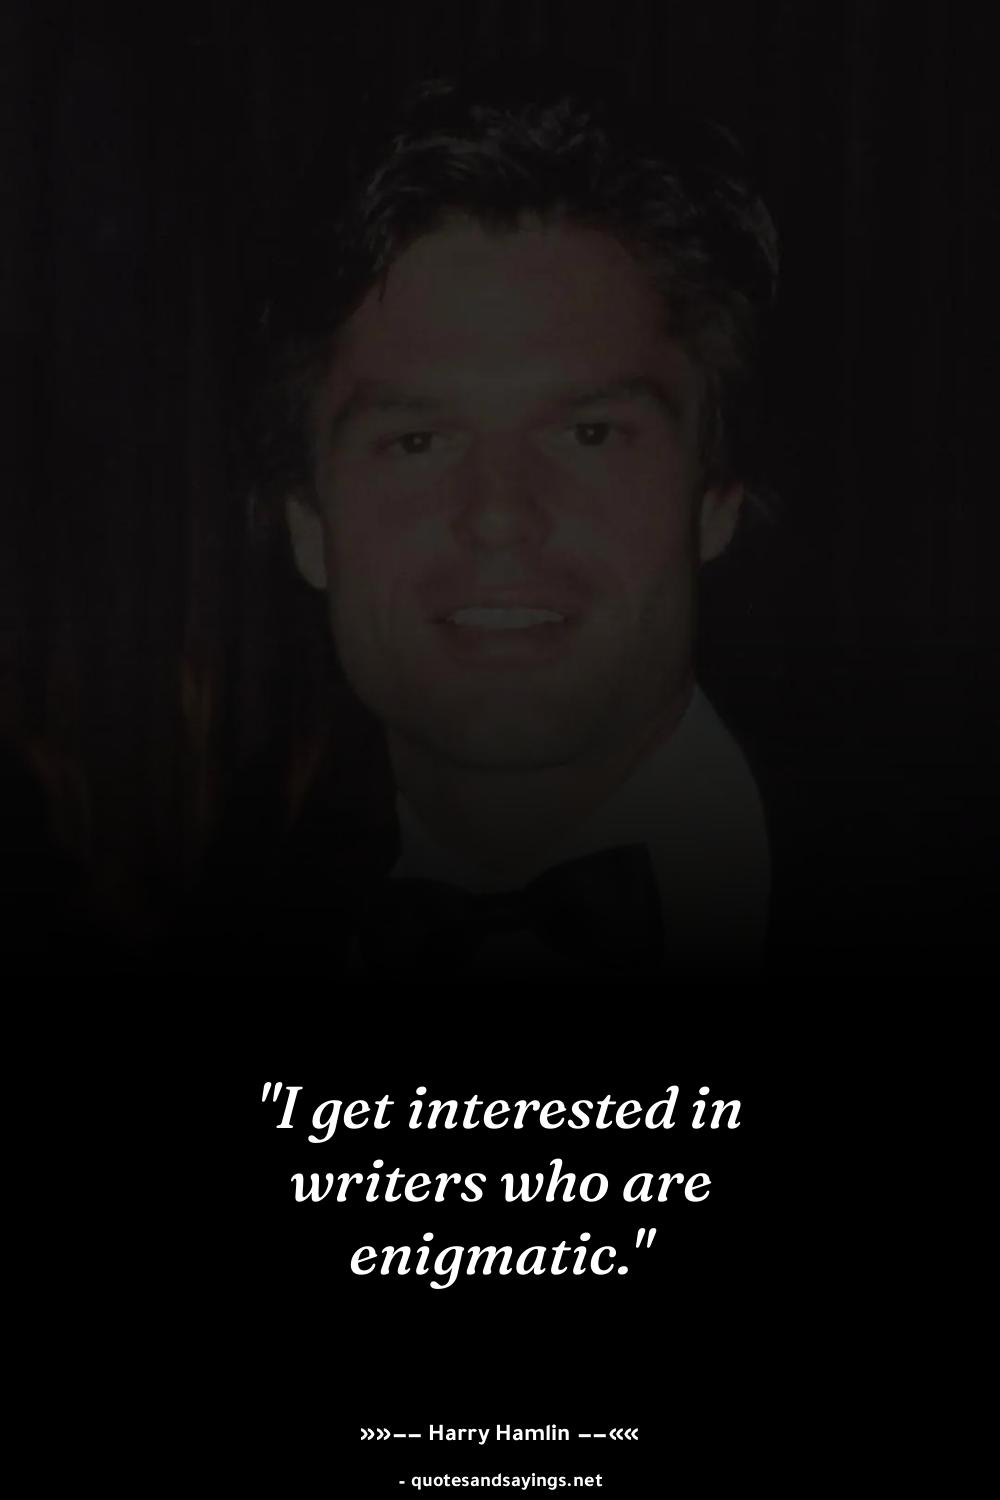 "I get interested in
writers who are
enigmatic."
»»–– Harry Hamlin ––««
- quotesandsayings.net